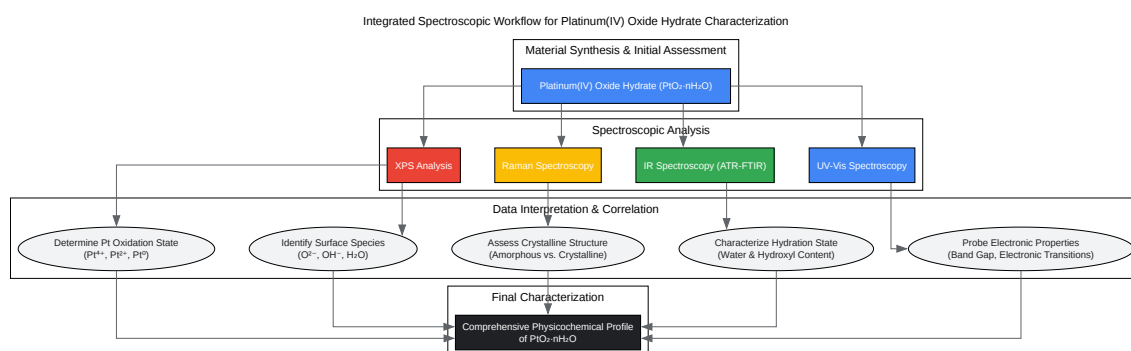 Integrated Spectroscopic Workflow for Platinum(IV) Oxide Hydrate Characterization
Material Synthesis & Initial Assessment
Platinum(IV) Oxide Hydrate (PtO₂·nH₂O)
Spectroscopic Analysis
XPS Analysis
Raman Spectroscopy
IR Spectroscopy (ATR-FTIR)
UV-Vis Spectroscopy
Data Interpretation & Correlation
Determine Pt Oxidation State
(Pt⁴⁺, Pt²⁺, Pt⁰)
Identify Surface Species
(O²⁻, OH⁻, H₂O)
Assess Crystalline Structure
(Amorphous vs. Crystalline)
Characterize Hydration State
(Water & Hydroxyl Content)
Probe Electronic Properties
(Band Gap, Electronic Transitions)
Final Characterization
Comprehensive Physicochemical Profile
of PtO₂·nH₂O